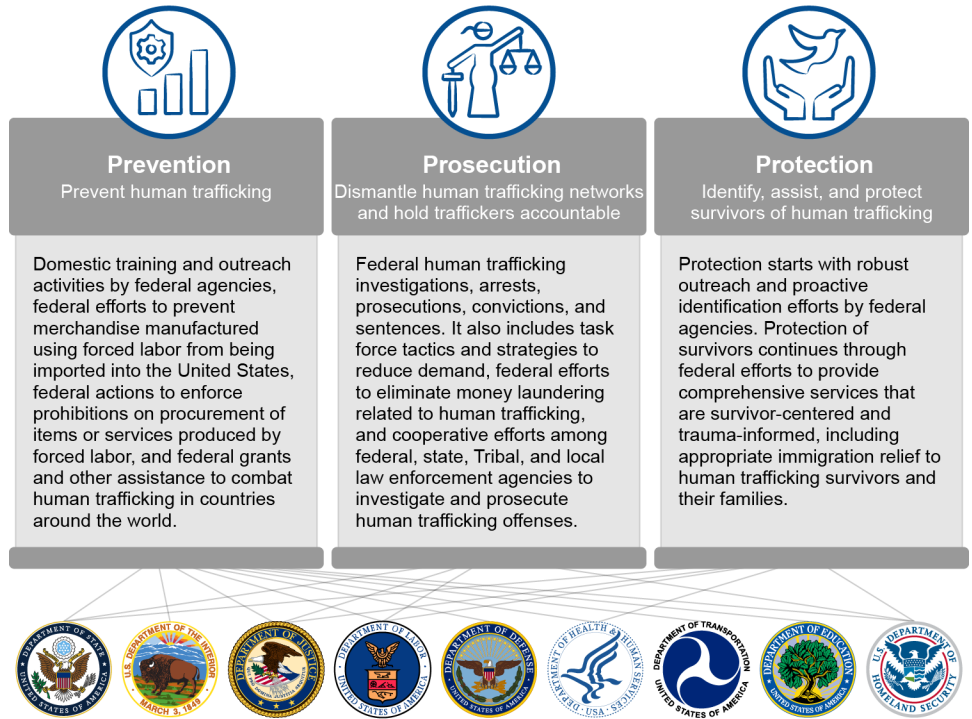 Prevention
Prevent human trafficking
Domestic training and outreach
activities by federal agencies,
federal efforts to prevent
merchandise manufactured
using forced labor from being
imported into the United States,
federal actions to enforce
prohibitions on procurement of
items or services produced by
forced labor, and federal grants
and other assistance to combat
human trafficking in countries
around the world.
Prosecution
Dismantle human trafficking networks
and hold traffickers accountable
Federal human trafficking
investigations, arrests,
prosecutions, convictions, and
sentences. It also includes task
force tactics and strategies to
reduce demand, federal efforts
to eliminate money laundering
related to human trafficking,
and cooperative efforts among
federal, state, Tribal, and local
law enforcement agencies to
investigate and prosecute
human trafficking offenses.
Protection
Identify, assist, and protect
survivors of human trafficking
Protection starts with robust
outreach and proactive
identification efforts by federal
agencies. Protection of
survivors continues through
federal efforts to provide
comprehensive services that
are survivor-centered and
trauma-informed, including
appropriate immigration relief to
human trafficking survivors and
their families.
DEPARTMENT OF STATE
UNITED STATES OF AMERICA
U.S. DEPARTMENT OF THE INTERIOR
MARCH 3, 1849
DEPARTMENT OF JUSTICE
DEPARTMENT OF LABOR
UNITED STATES OF AMERICA
DEPARTMENT OF DEFENSE
UNITED STATES OF AMERICA
DEPARTMENT OF HEALTH & HUMAN SERVICES
USA
DEPARTMENT OF TRANSPORTATION
UNITED STATES OF AMERICA
DEPARTMENT OF EDUCATION
UNITED STATES OF AMERICA
U.S. DEPARTMENT OF
HOMELAND SECURITY